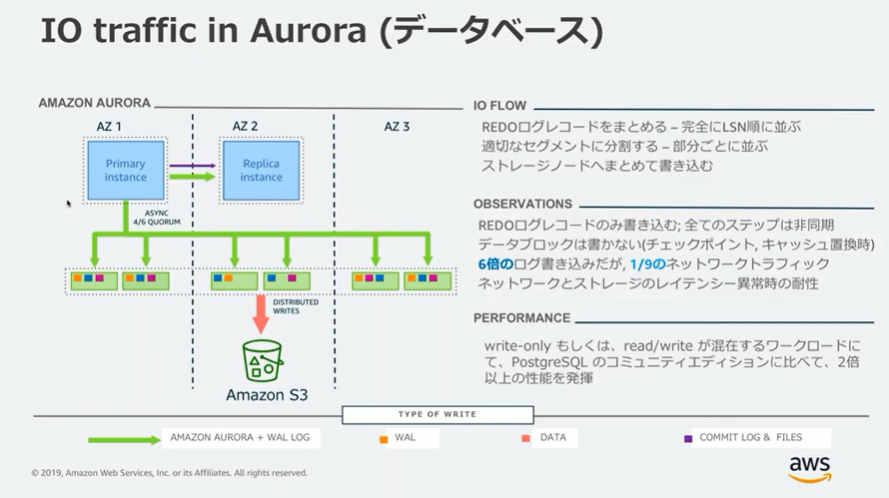 IO traffic in Aurora (データベース)
AMAZON AURORA
AZ 1
AZ 2
AZ 3
Primary
instance
Replica
instance
ASYNC
4/6 QUORUM
DISTRIBUTED
WRITES
Amazon S3
IO FLOW
REDOログレコードをまとめる – 完全にLSN順に並ぶ
適切なセグメントに分割する – 部分ごとに並ぶ
ストレージノードへまとめて書き込む
OBSERVATIONS
REDOログレコードのみ書き込む; 全てのステップは非同期
データブロックは書かない(チェックポイント, キャッシュ置換時)
6倍のログ書き込みだが, 1/9のネットワークトラフィック
ネットワークとストレージのレイテンシー異常時の耐性
PERFORMANCE
write-only もしくは、read/write が混在するワークロードに
て、PostgreSQL のコミュニティエディションに比べて、2倍
以上の性能を発揮
TYPE OF WRITE
AMAZON AURORA + WAL LOG
WAL
DATA
COMMIT LOG & FILES
© 2019, Amazon Web Services, Inc. or its Affiliates. All rights reserved.
aws